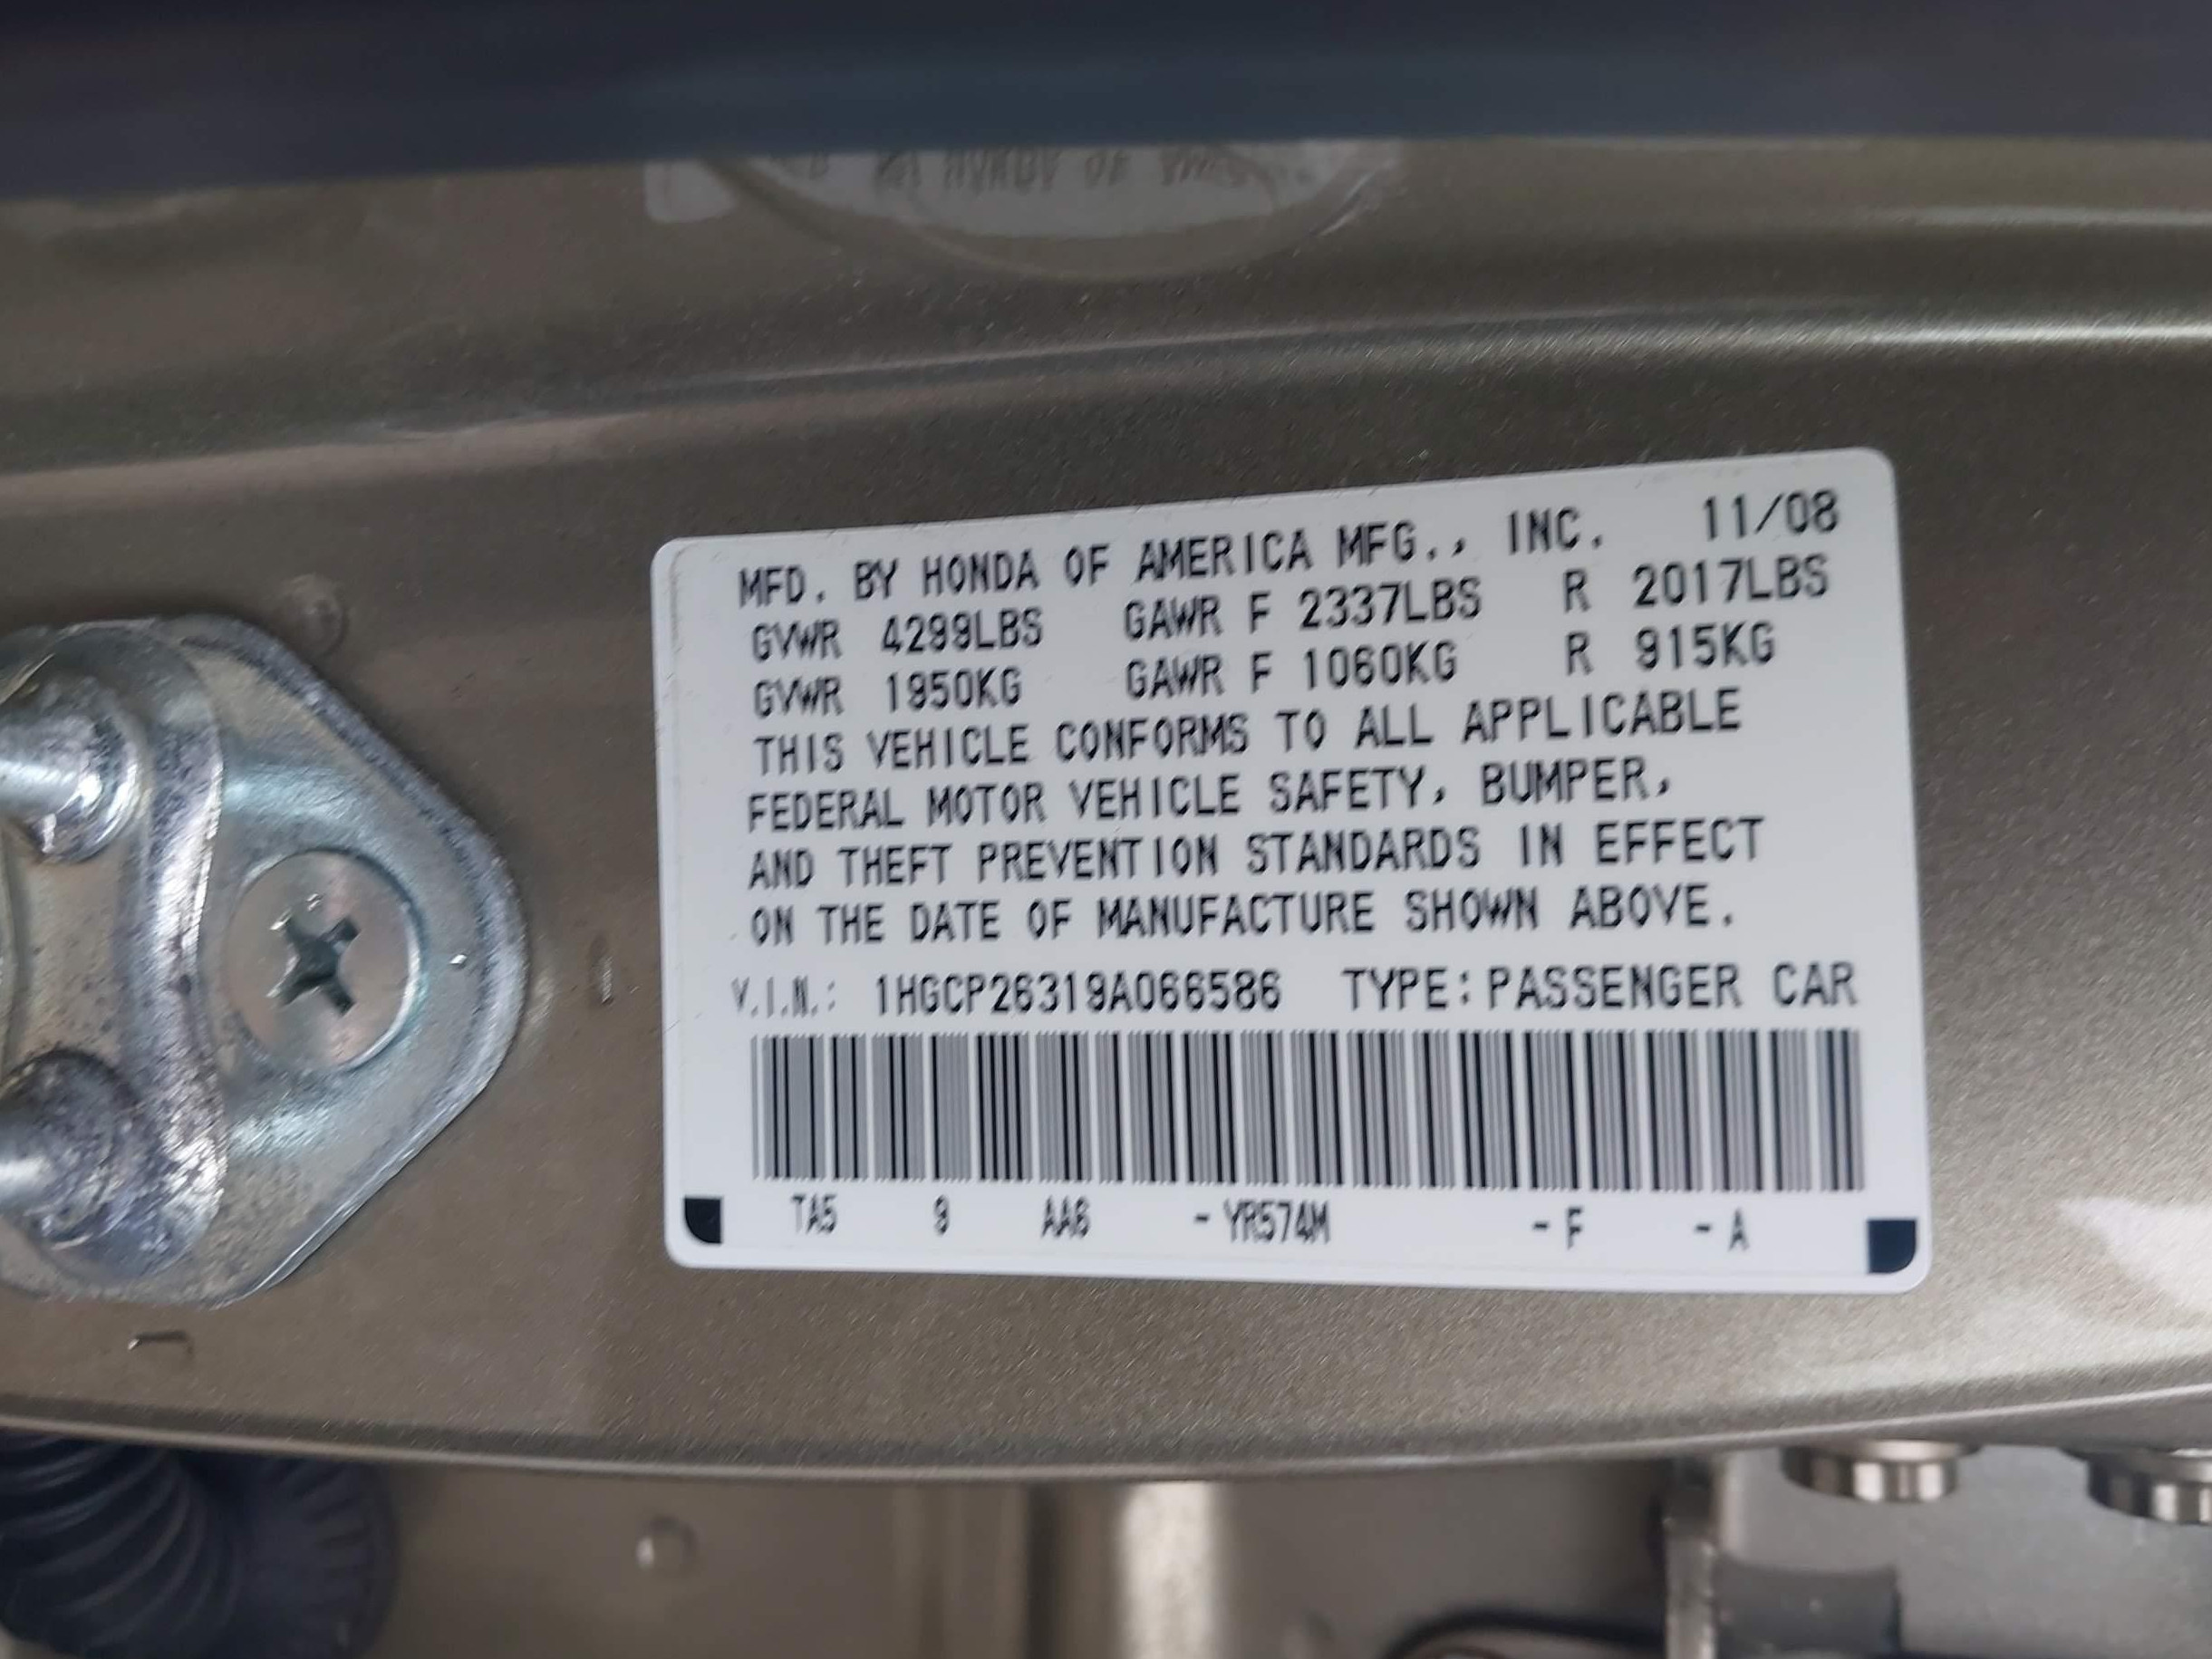 MFD. BY HONDA OF AMERICA MFG., INC. 11/08
GVWR 4299LBS GAWR F 2337LBS R 2017LBS
GVWR 1950KG GAWR F 1060KG R 915KG
THIS VEHICLE CONFORMS TO ALL APPLICABLE
FEDERAL MOTOR VEHICLE SAFETY, BUMPER,
AND THEFT PREVENTION STANDARDS IN EFFECT
ON THE DATE OF MANUFACTURE SHOWN ABOVE.
V.I.N.: 1HGCP26319A066586 TYPE: PASSENGER CAR
TA5 9 AA6 - YR574M - F - A